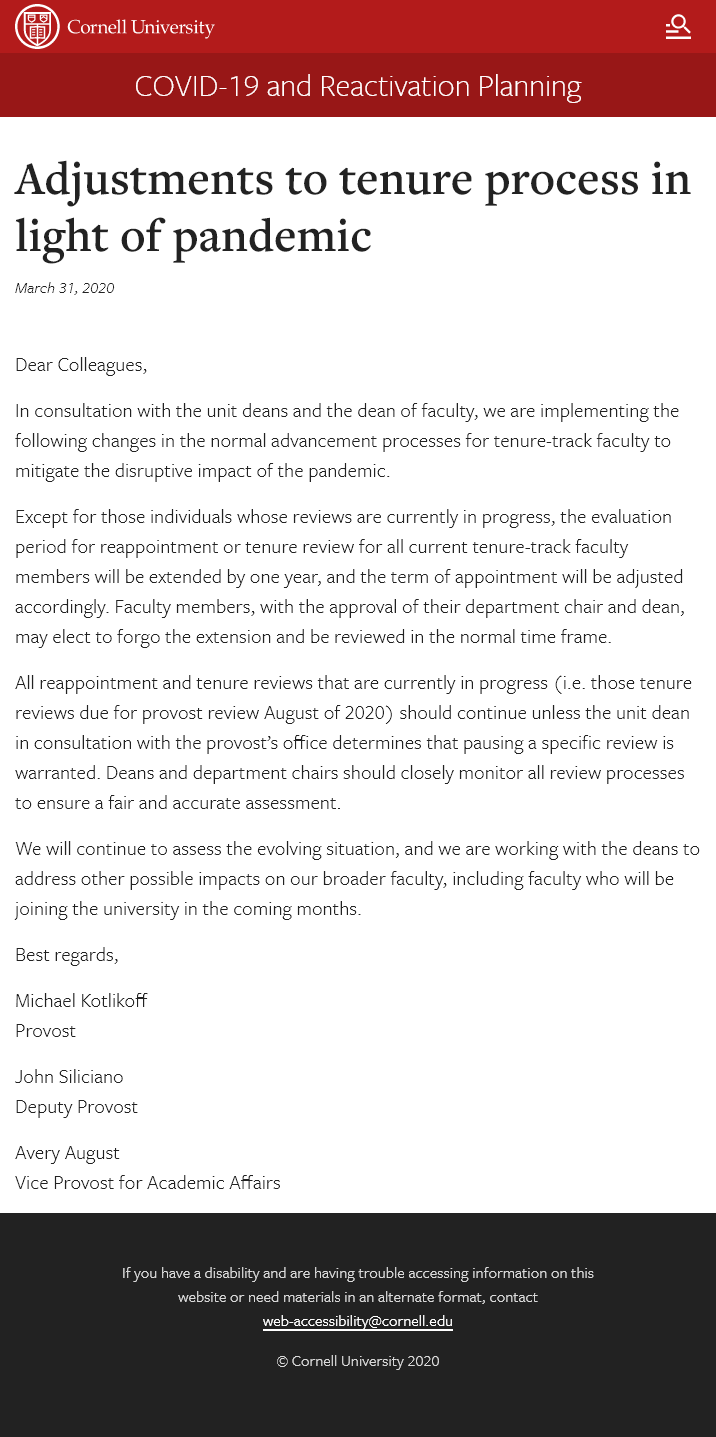 Cornell University
COVID-19 and Reactivation Planning
Adjustments to tenure process in
light of pandemic
March 31, 2020
Dear Colleagues,
In consultation with the unit deans and the dean of faculty, we are implementing the
following changes in the normal advancement processes for tenure-track faculty to
mitigate the disruptive impact of the pandemic.
Except for those individuals whose reviews are currently in progress, the evaluation
period for reappointment or tenure review for all current tenure-track faculty
members will be extended by one year, and the term of appointment will be adjusted
accordingly. Faculty members, with the approval of their department chair and dean,
may elect to forgo the extension and be reviewed in the normal time frame.
All reappointment and tenure reviews that are currently in progress (i.e. those tenure
reviews due for provost review August of 2020) should continue unless the unit dean
in consultation with the provost’s office determines that pausing a specific review is
warranted. Deans and department chairs should closely monitor all review processes
to ensure a fair and accurate assessment.
We will continue to assess the evolving situation, and we are working with the deans to
address other possible impacts on our broader faculty, including faculty who will be
joining the university in the coming months.
Best regards,
Michael Kotlikoff
Provost
John Siliciano
Deputy Provost
Avery August
Vice Provost for Academic Affairs
If you have a disability and are having trouble accessing information on this
website or need materials in an alternate format, contact
web-accessibility@cornell.edu
© Cornell University 2020